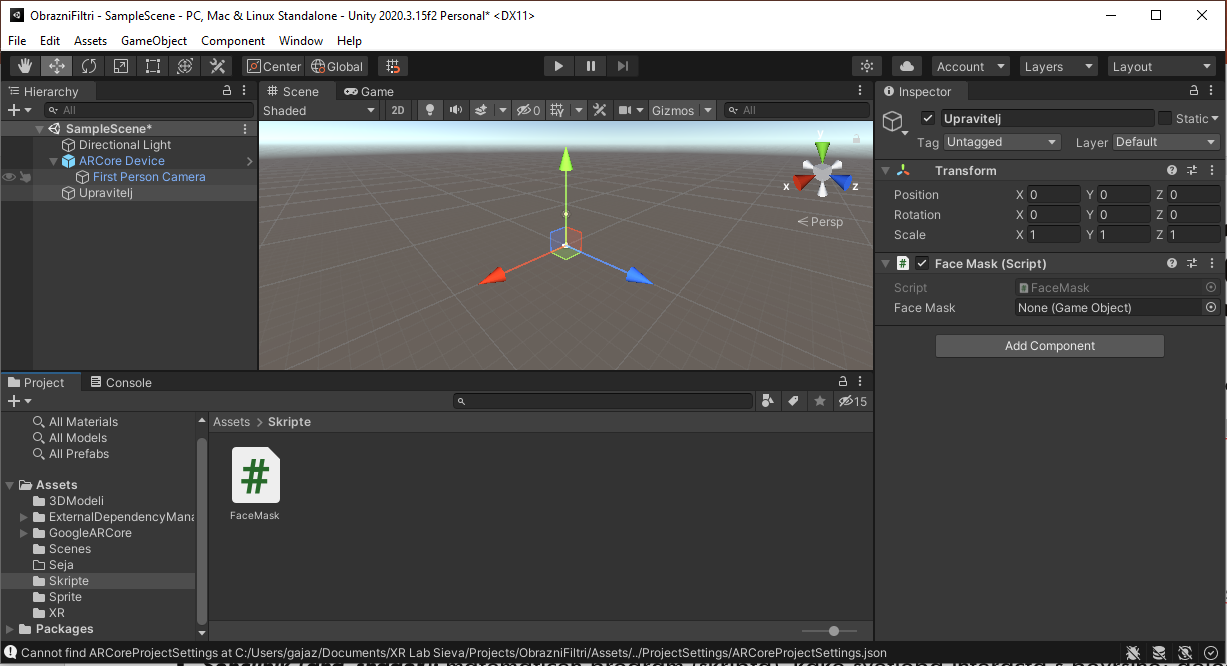 ObrazniFiltri - SampleScene - PC, Mac & Linux Standalone - Unity 2020.3.15f2 Personal* <DX11>
File Edit Assets GameObject Component Window Help
Center Global Account Layers Layout
Hierarchy
All
SampleScene*
Directional Light
ARCore Device
First Person Camera
Upravitelj
Scene Game
Shaded 2D 0 Gizmos All
y
x z
Persp
Inspector
Upravitelj Static
Tag Untagged Layer Default
Transform
Position X 0 Y 0 Z 0
Rotation X 0 Y 0 Z 0
Scale X 1 Y 1 Z 1
# Face Mask (Script)
Script FaceMask
Face Mask None (Game Object)
Add Component
Project Console
15
All Materials
All Models
All Prefabs
Assets
3DModeli
ExternalDependencyMana
GoogleARCore
Scenes
Seja
Skripte
Sprite
XR
Packages
Assets > Skripte
#
FaceMask
Cannot find ARCoreProjectSettings at C:/Users/gajaz/Documents/XR Lab Sieva/Projects/ObrazniFiltri/Assets/../ProjectSettings/ARCoreProjectSettings.json